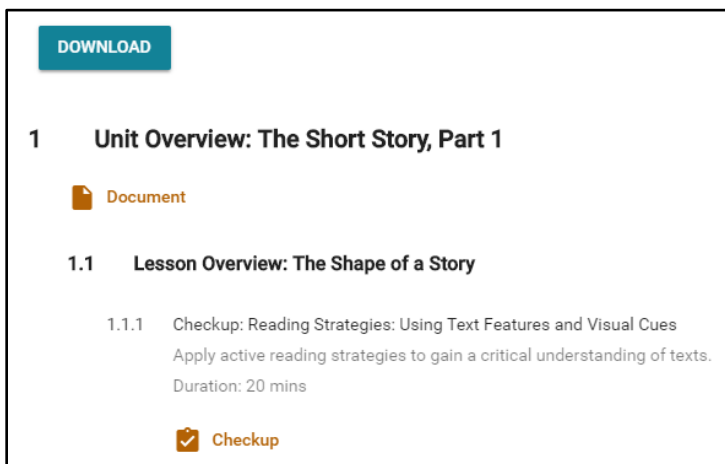 DOWNLOAD
1 Unit Overview: The Short Story, Part 1
Document
1.1 Lesson Overview: The Shape of a Story
1.1.1 Checkup: Reading Strategies: Using Text Features and Visual Cues
Apply active reading strategies to gain a critical understanding of texts.
Duration: 20 mins
Checkup